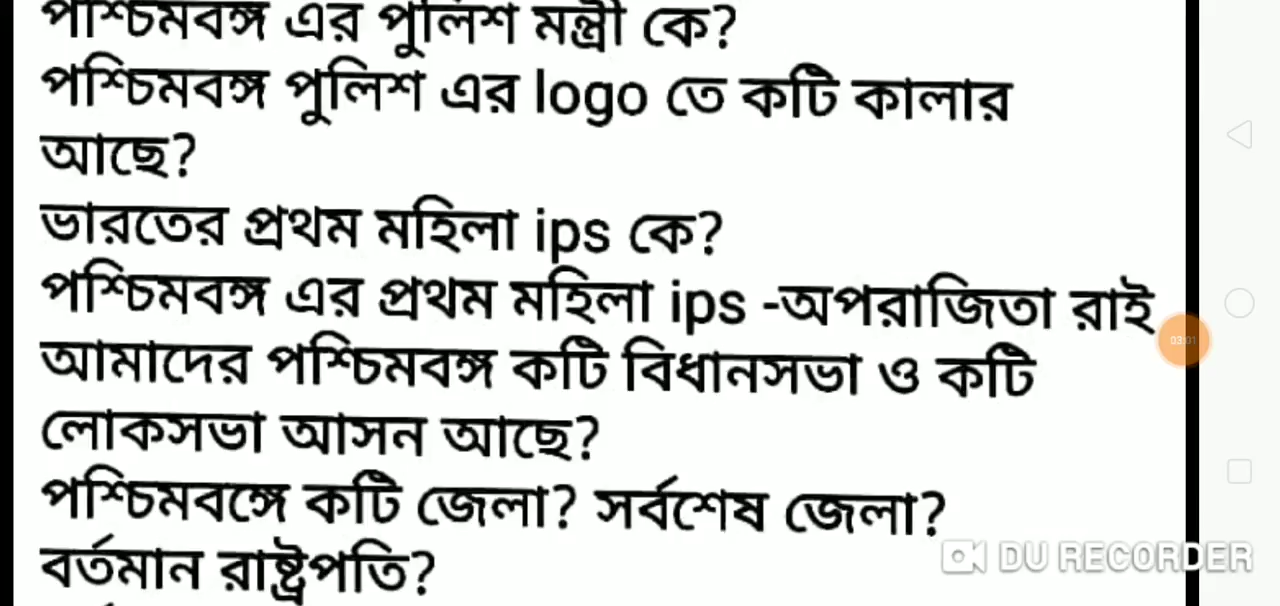 পশ্চিমবঙ্গ এর পুলিশ মন্ত্রী কে?
পশ্চিমবঙ্গ পুলিশ এর logo তে কটি কালার
আছে?
ভারতের প্রথম মহিলা ips কে?
পশ্চিমবঙ্গ এর প্রথম মহিলা ips -অপরাজিতা রাই
03:01
আমাদের পশ্চিমবঙ্গ কটি বিধানসভা ও কটি
লোকসভা আসন আছে?
পশ্চিমবঙ্গে কটি জেলা? সর্বশেষ জেলা?
DU RECORDER
বর্তমান রাষ্ট্রপতি?